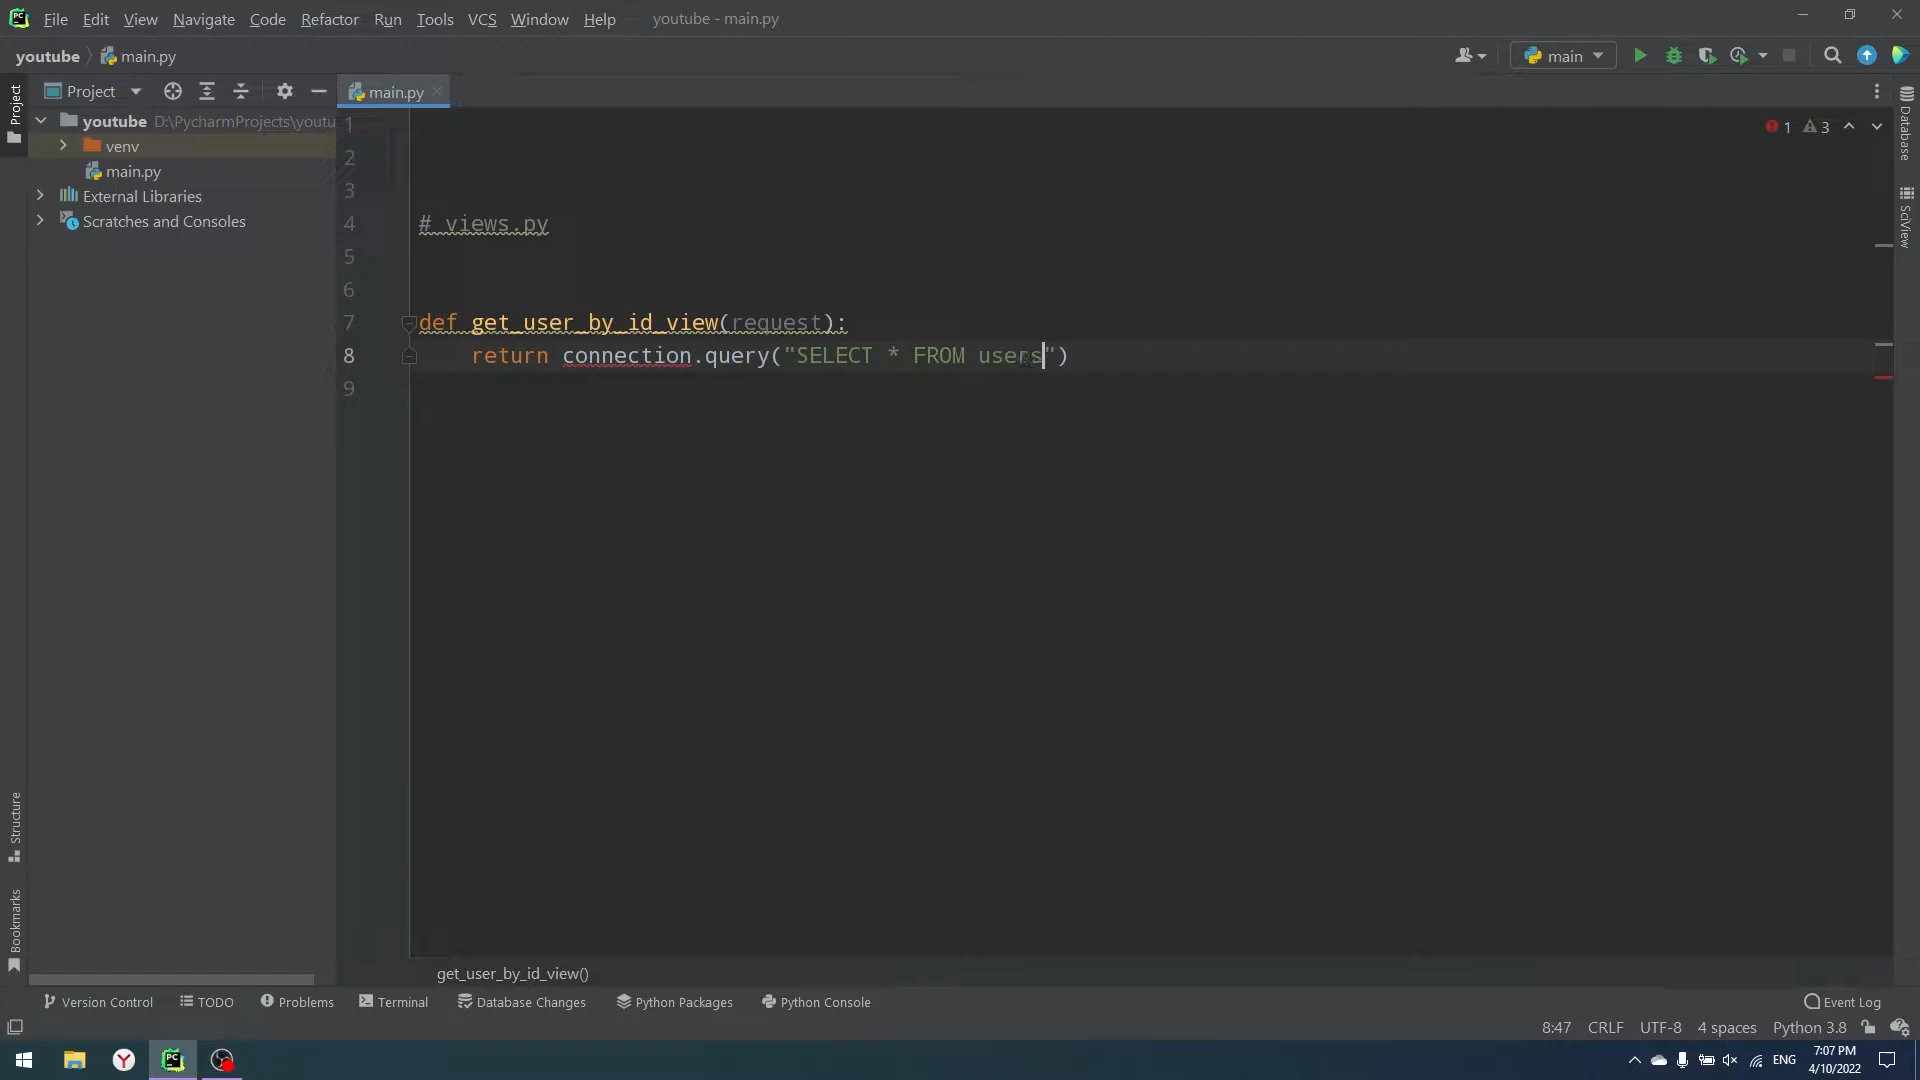 File Edit View Navigate Code Refactor Run Tools VCS Window Help youtube - main.py
youtube main.py
main
Project
main.py
Project
youtube D:\PycharmProjects\youtu
venv
main.py
External Libraries
Scratches and Consoles
1
2
3
4 # views.py
5
6
7 def get_user_by_id_view(request):
8 return connection.query("SELECT * FROM users")
9
1 3
Database
SciView
Structure
Bookmarks
get_user_by_id_view()
Version Control TODO Problems Terminal Database Changes Python Packages Python Console Event Log
8:47 CRLF UTF-8 4 spaces Python 3.8
PC
ENG
7:07 PM
4/10/2022